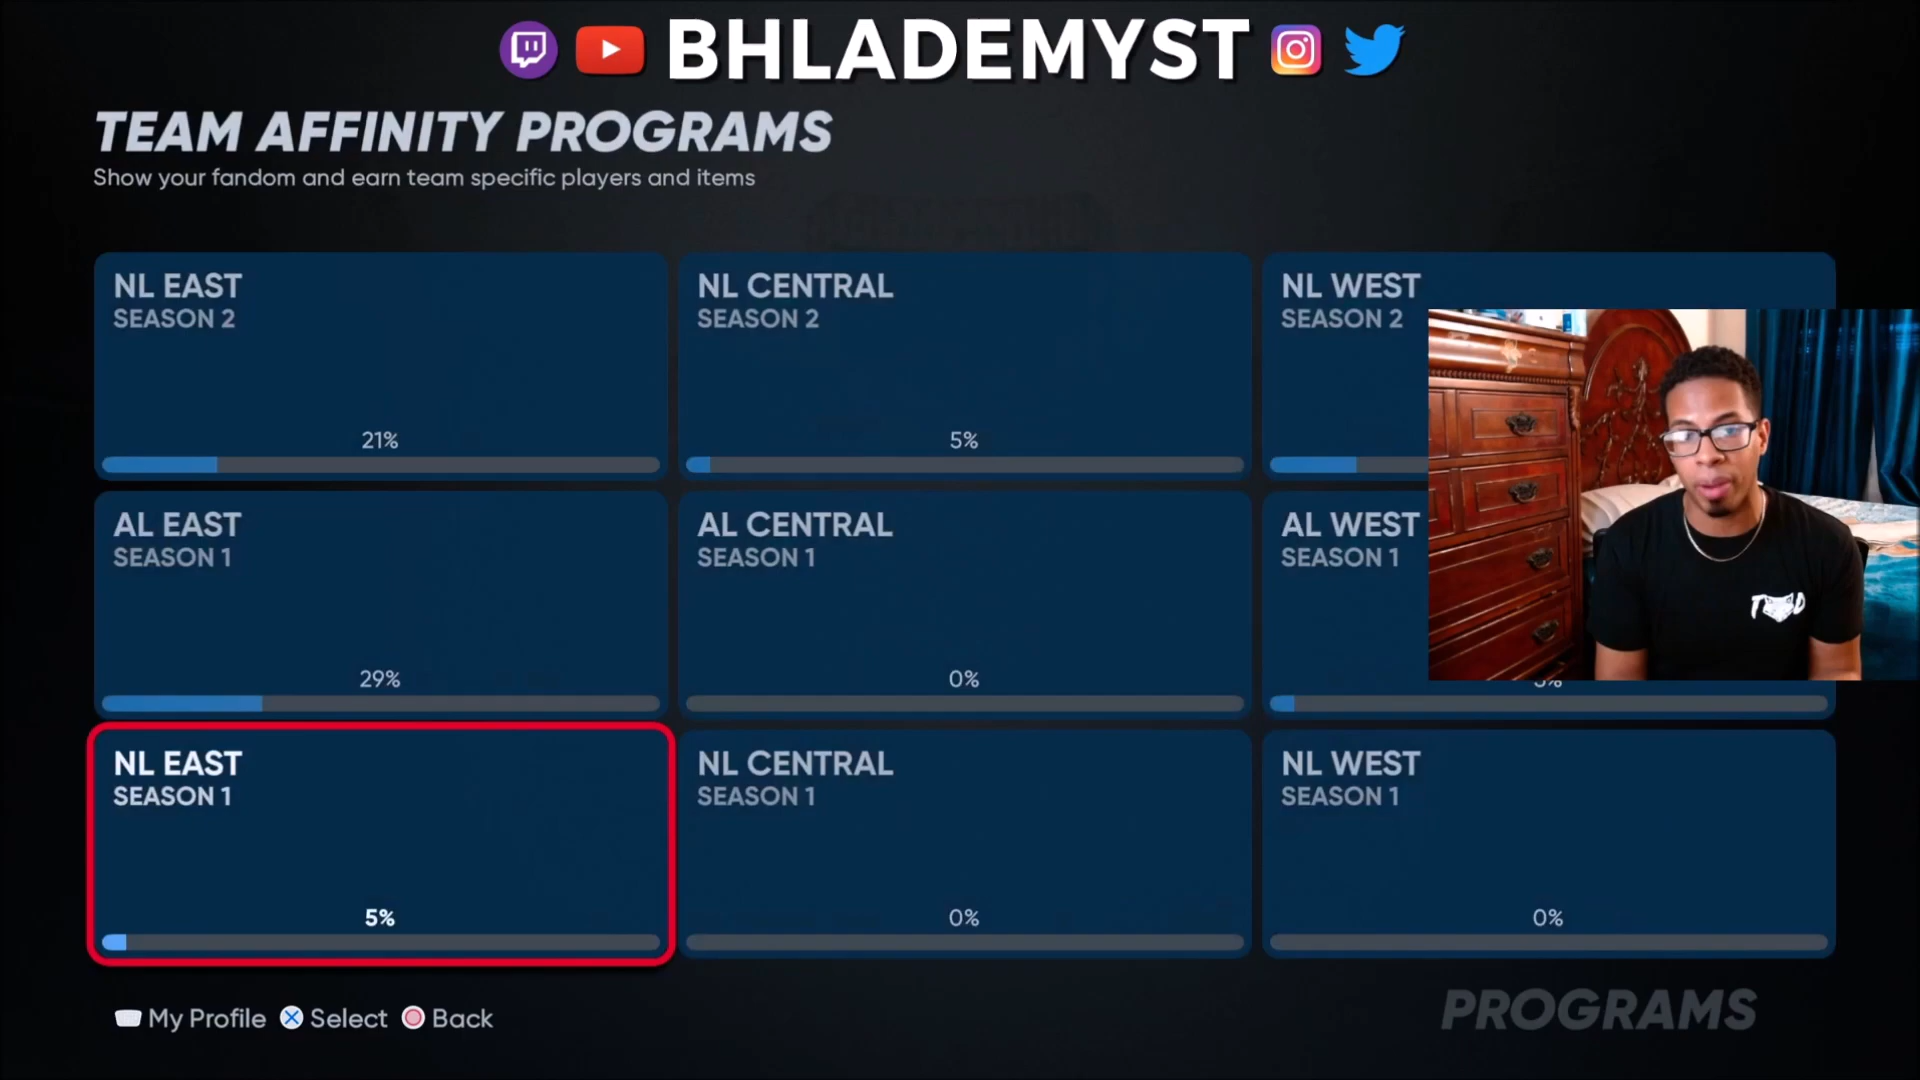 BHLADEMYST
TEAM AFFINITY PROGRAMS
Show your fandom and earn team specific players and items
NL EAST
SEASON 2
21%
NL CENTRAL
SEASON 2
5%
NL WEST
SEASON 2
AL EAST
SEASON 1
29%
AL CENTRAL
SEASON 1
0%
AL WEST
SEASON 1
NL EAST
SEASON 1
5%
NL CENTRAL
SEASON 1
0%
NL WEST
SEASON 1
0%
My Profile Select Back
PROGRAMS